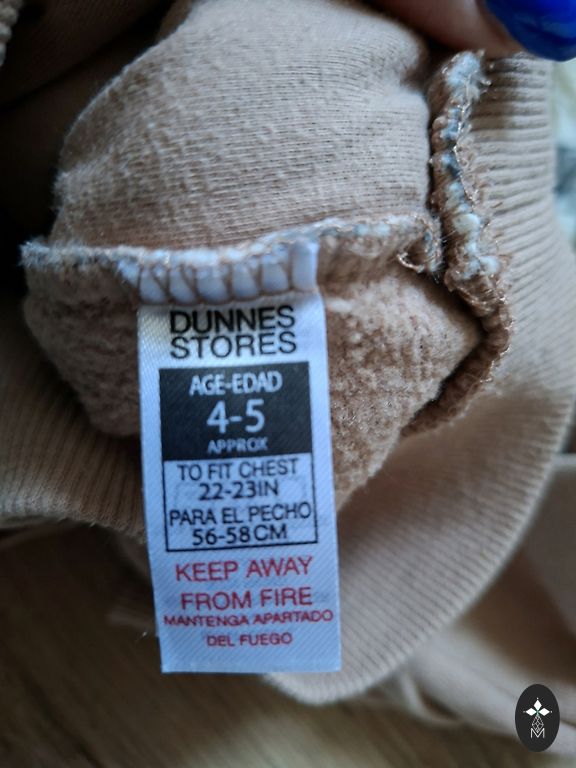 DUNNES
STORES
AGE-EDAD
4-5
APPROX
TO FIT CHEST
22-23IN
PARA EL PECHO
56-58CM
KEEP AWAY
FROM FIRE
MANTENGA APARTADO
DEL FUEGO
M